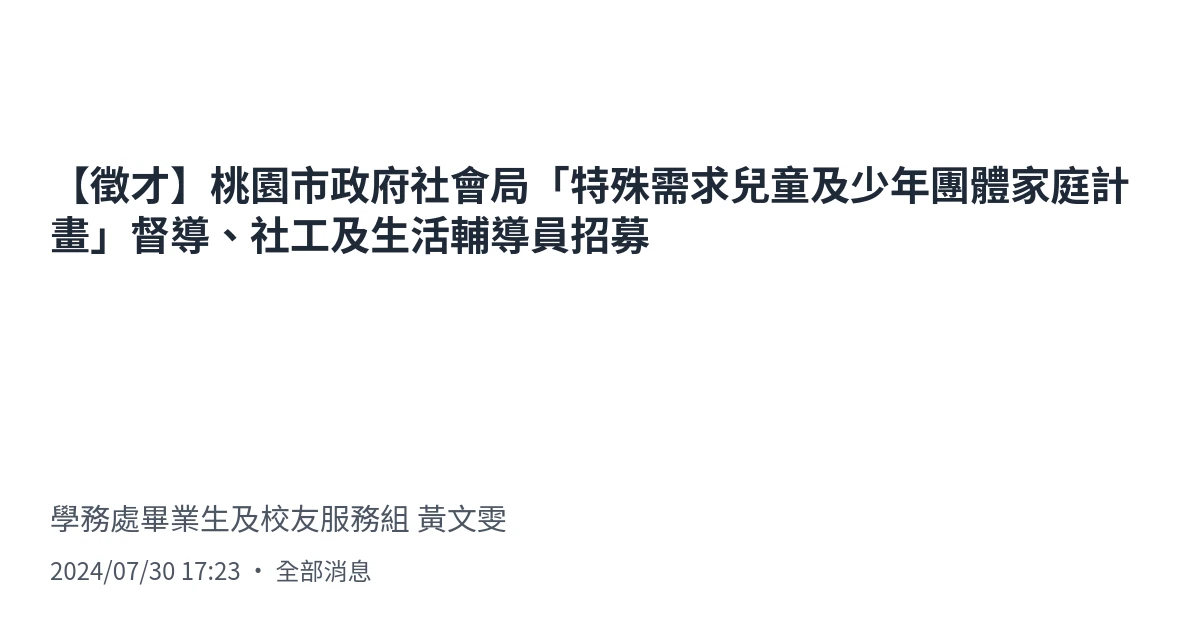 【徵才】桃園市政府社會局「特殊需求兒童及少年團體家庭計
畫」督導、社工及生活輔導員招募
學務處畢業生及校友服務組 黃文雯
2024/07/30 17:23 ・ 全部消息